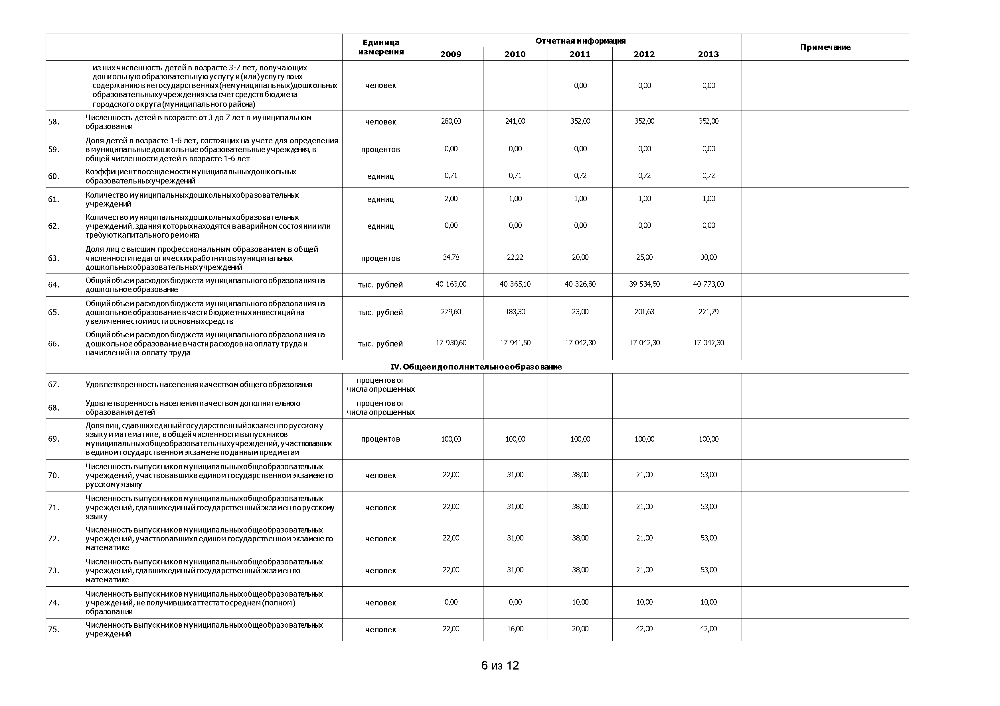 Единица
измерения
Отчетная информация
Примечание
2009 2010 2011 2012 2013
из них численность детей в возрасте 3-7 лет, получающих
дошкольную образовательную услугу и (или) услугу по их
содержанию в негосударственных (немуниципальных) дошкольных
образовательных учреждениях за счет средств бюджета
городского округа (муниципального района)
человек 0,00 0,00 0,00
58. Численность детей в возрасте от 3 до 7 лет в муниципальном
образовании
человек 280,00 241,00 352,00 352,00 352,00
59. Доля детей в возрасте 1-6 лет, состоящих на учете для определения
в муниципальные дошкольные образовательные учреждения, в
общей численности детей в возрасте 1-6 лет
процентов 0,00 0,00 0,00 0,00 0,00
60. Коэффициент посещаемости муниципальных дошкольных
образовательных учреждений
единиц 0,71 0,71 0,72 0,72 0,72
61. Количество муниципальных дошкольных образовательных
учреждений
единиц 2,00 1,00 1,00 1,00 1,00
62. Количество муниципальных дошкольных образовательных
учреждений, здания которых находятся в аварийном состоянии или
требуют капитального ремонта
единиц 0,00 0,00 0,00 0,00 0,00
63. Доля лиц с высшим профессиональным образованием в общей
численности педагогических работников муниципальных
дошкольных образовательных учреждений
процентов 34,78 22,22 20,00 25,00 30,00
64. Общий объем расходов бюджета муниципального образования на
дошкольное образование
тыс. рублей 40 163,00 40 365,10 40 326,80 39 534,50 40 773,00
65. Общий объем расходов бюджета муниципального образования на
дошкольное образование в части бюджетных инвестиций на
увеличение стоимости основных средств
тыс. рублей 279,60 183,30 23,00 201,63 221,79
66. Общий объем расходов бюджета муниципального образования на
дошкольное образование в части расходов на оплату труда и
начислений на оплату труда
тыс. рублей 17 930,60 17 941,50 17 042,30 17 042,30 17 042,30
IV. Общее и дополнительное образование
67. Удовлетворенность населения качеством общего образования
процентов от
числа опрошенных
68. Удовлетворенность населения качеством дополнительного
образования детей
процентов от
числа опрошенных
69. Доля лиц, сдавших единый государственный экзамен по русскому
языку и математике, в общей численности выпускников
муниципальных общеобразовательных учреждений, участвовавших
в едином государственном экзамене по данным предметам
процентов 100,00 100,00 100,00 100,00 100,00
70. Численность выпускников муниципальных общеобразовательных
учреждений, участвовавших в едином государственном экзамене по
русскому языку
человек 22,00 31,00 38,00 21,00 53,00
71. Численность выпускников муниципальных общеобразовательных
учреждений, сдавших единый государственный экзамен по русскому
языку
человек 22,00 31,00 38,00 21,00 53,00
72. Численность выпускников муниципальных общеобразовательных
учреждений, участвовавших в едином государственном экзамене по
математике
человек 22,00 31,00 38,00 21,00 53,00
73. Численность выпускников муниципальных общеобразовательных
учреждений, сдавших единый государственный экзамен по
математике
человек 22,00 31,00 38,00 21,00 53,00
74. Численность выпускников муниципальных общеобразовательных
учреждений, не получивших аттестат о среднем (полном)
образовании
человек 0,00 0,00 10,00 10,00 10,00
75. Численность выпускников муниципальных общеобразовательных
учреждений
человек 22,00 16,00 20,00 42,00 42,00
6 из 12